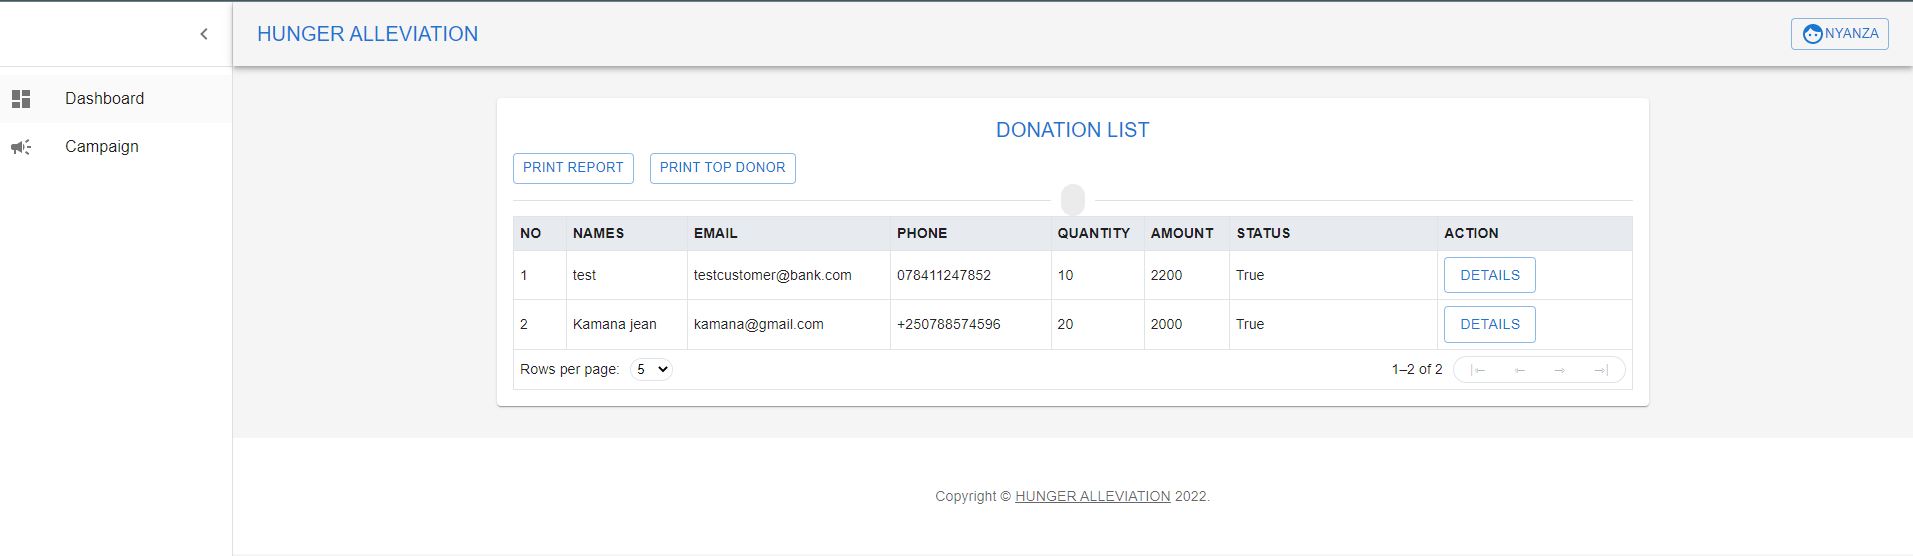 HUNGER ALLEVIATION
NYANZA
Dashboard
Campaign
DONATION LIST
PRINT REPORT PRINT TOP DONOR
NO NAMES EMAIL PHONE QUANTITY AMOUNT STATUS ACTION
1 test testcustomer@bank.com 078411247852 10 2200 True DETAILS
2 Kamana jean kamana@gmail.com +250788574596 20 2000 True DETAILS
Rows per page: 5 1–2 of 2
Copyright © HUNGER ALLEVIATION 2022.